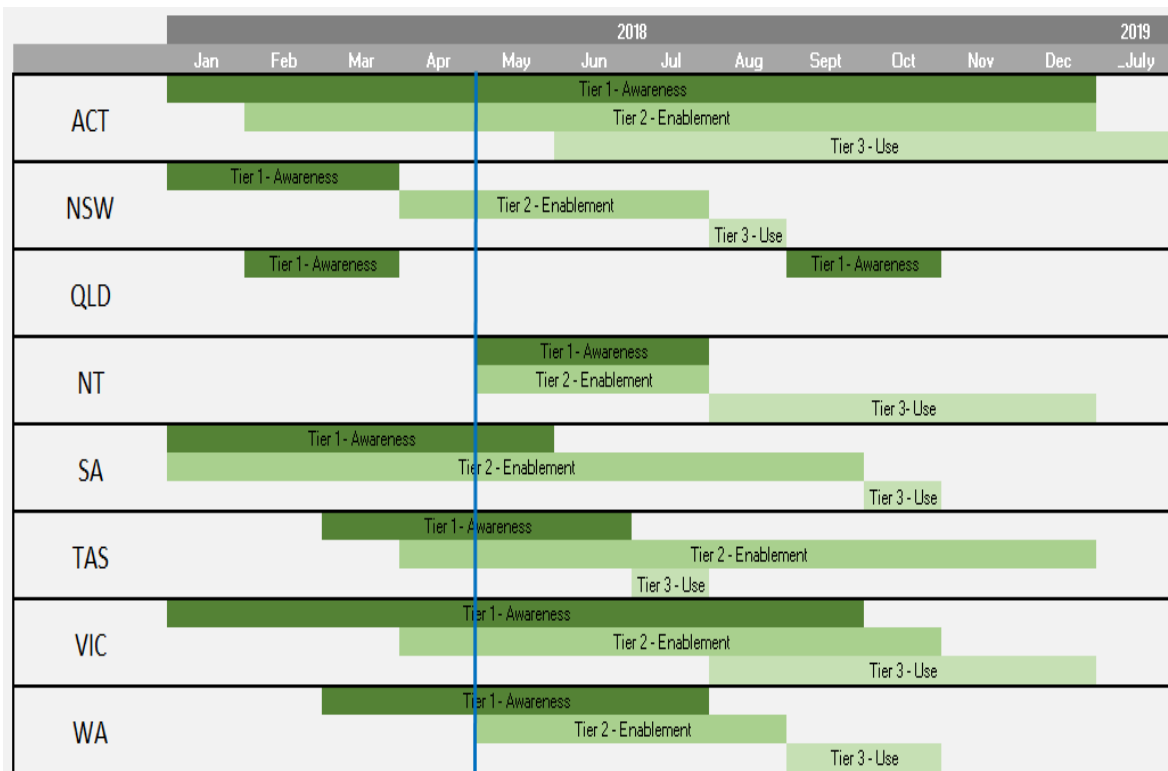 2018 2019
Jan Feb Mar Apr May Jun Jul Aug Sept Oct Nov Dec _July
Tier 1- Awareness
ACT
Tier 2 - Enablement
Tier 3 - Use
Tier 1- Awareness
NSW
Tier 2 - Enablement
Tier 3 - Use
Tier 1- Awareness Tier 1- Awareness
QLD
Tier 1- Awareness
NT
Tier 2 - Enablement
Tier 3- Use
Tier 1- Awareness
SA
Tier 2 - Enablement
Tier 3 - Use
Tier 1- Awareness
TAS
Tier 2 - Enablement
Tier 3 - Use
Tier 1- Awareness
VIC
Tier 2 - Enablement
Tier 3 - Use
Tier 1- Awareness
WA
Tier 2 - Enablement
Tier 3 - Use